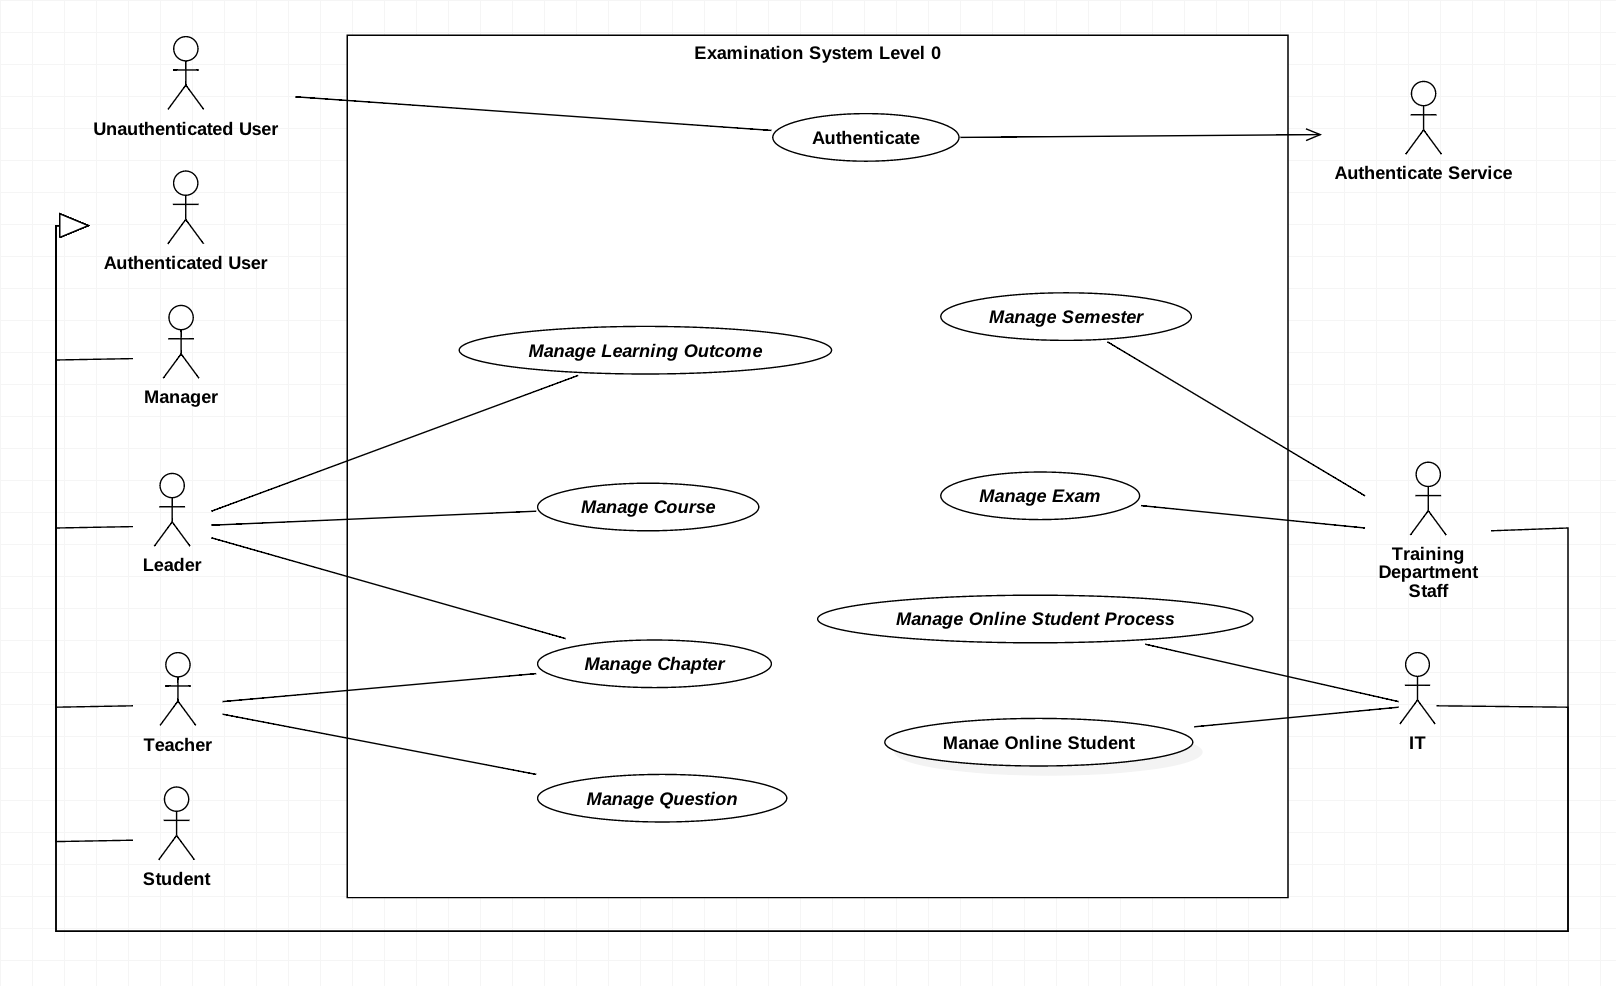 Examination System Level 0
Unauthenticated User
Authenticate
Authenticate Service
Authenticated User
Manage Semester
Manage Learning Outcome
Manager
Manage Exam
Manage Course
Leader
Training
Department
Staff
Manage Online Student Process
Manage Chapter
Teacher
Manae Online Student
IT
Manage Question
Student